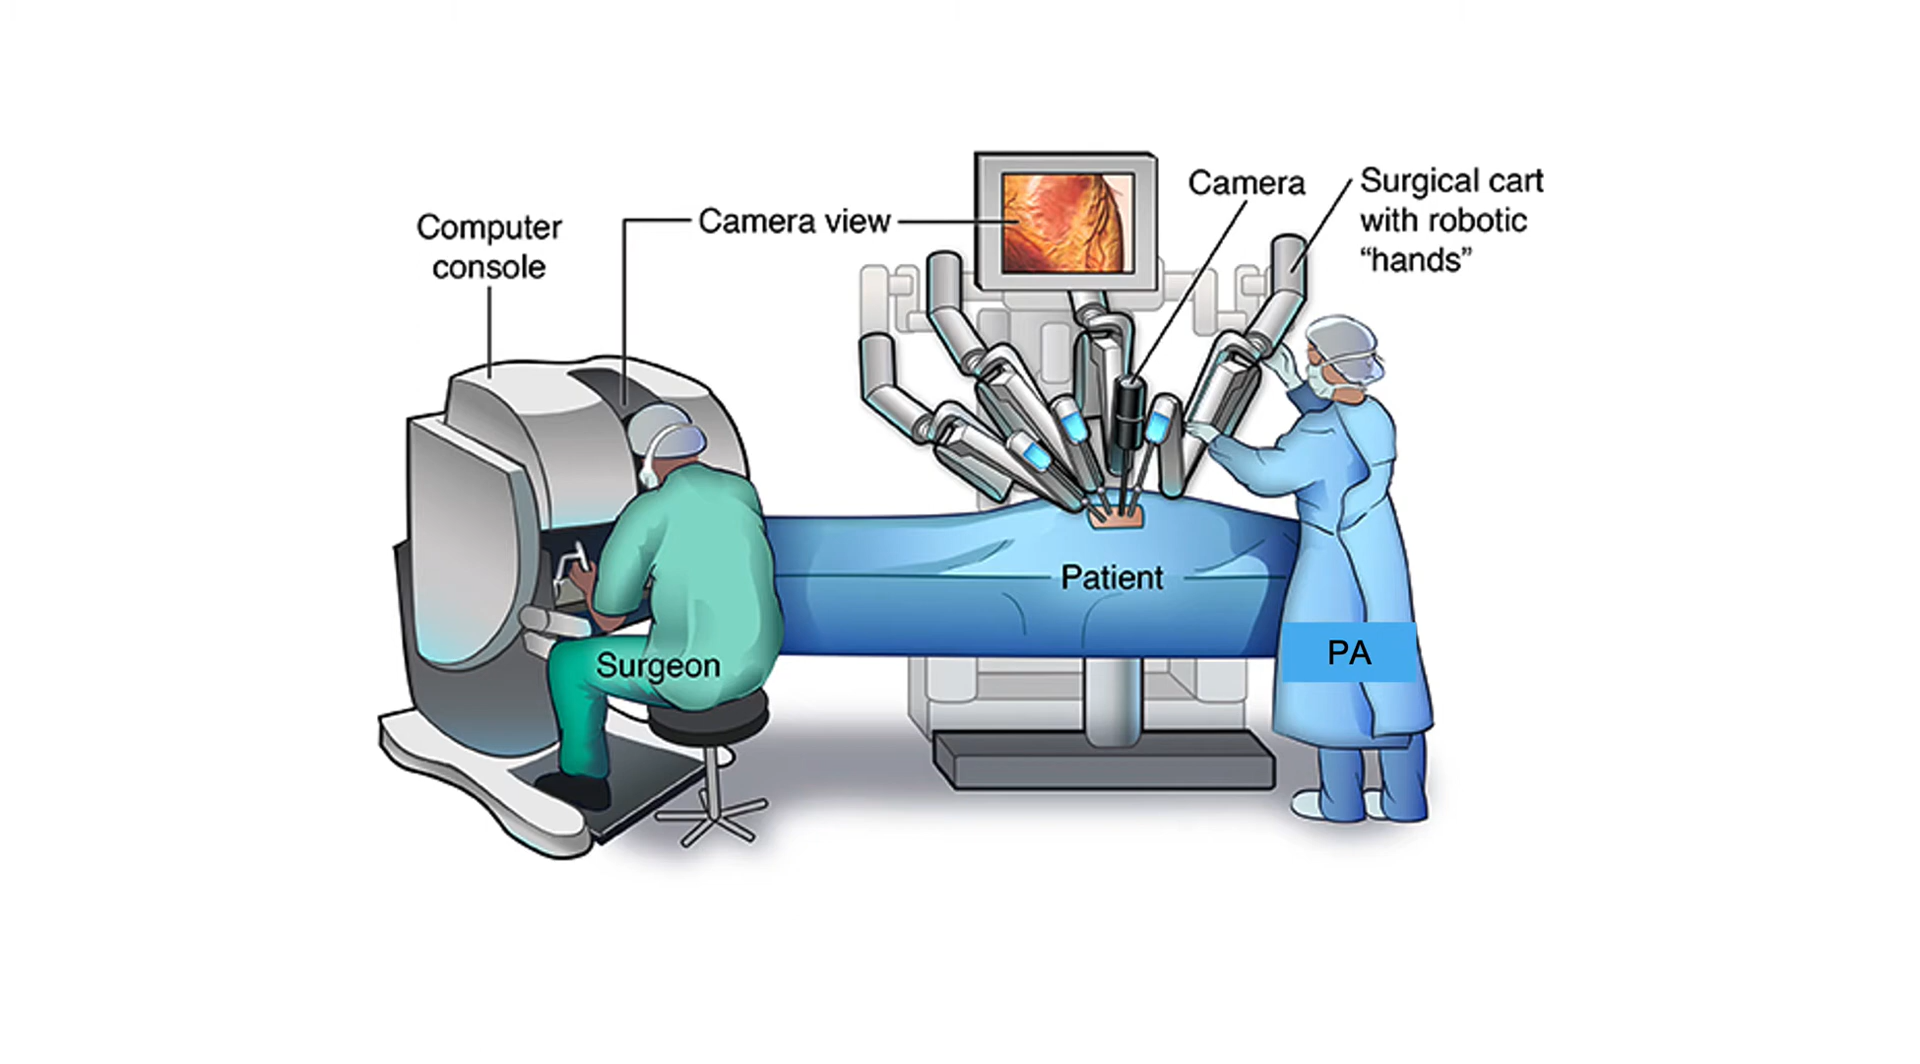 Computer
console
Camera view
Camera
Surgical cart
with robotic
“hands”
Patient
Surgeon
PA